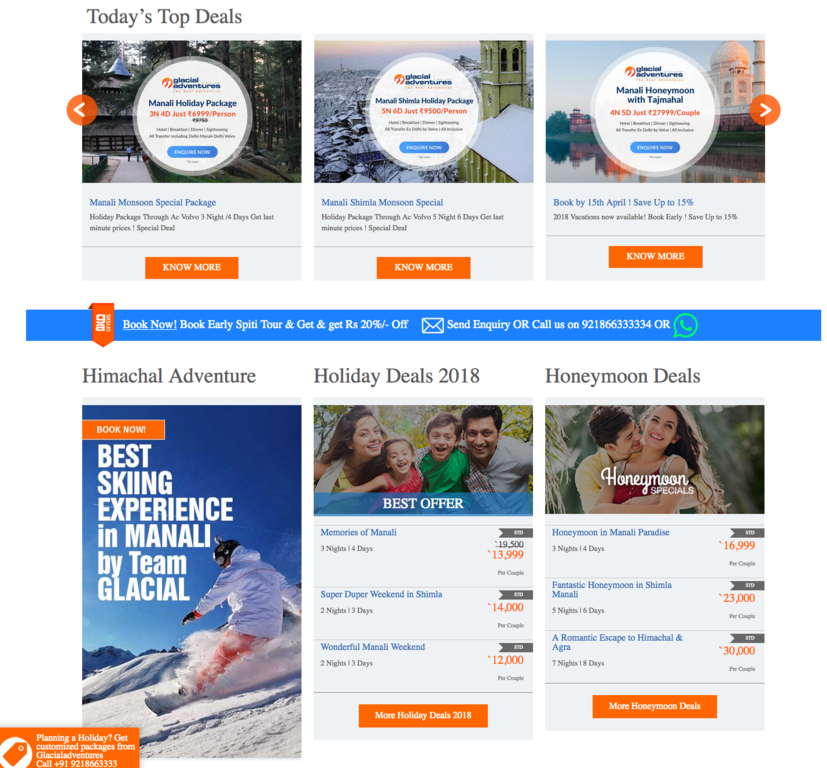 Today's Top Deals
glacial
adventures
The Real Adventures
Manali Holiday Package
3N 4D Just ₹6999/Person
₹9750
Hotel | Breakfast | Dinner | Sightseeing
All Transfer including Delhi-Manali-Delhi Volvo
ENQUIRE NOW
glacial
adventures
The Real Adventures
Manali Shimla Holiday Package
5N 6D Just ₹9500/Person
Hotel | Breakfast | Dinner | Sightseeing
All Transfer Ex Delhi by Volvo | All Inclusive
ENQUIRE NOW
glacial
adventures
The Real Adventures
Manali Honeymoon
with Tajmahal
4N 5D Just ₹27999/Couple
Hotel | Breakfast | Dinner | Sightseeing
All Transfer Ex Delhi by Volvo | All Inclusive
ENQUIRE NOW
Manali Monsoon Special Package
Holiday Package Through Ac Volvo 3 Night /4 Days Get last
minute prices ! Special Deal
KNOW MORE
Manali Shimla Monsoon Special
Holiday Package Through Ac Volvo 5 Night 6 Days Get last
minute prices ! Special Deal
KNOW MORE
Book by 15th April ! Save Up to 15%
2018 Vacations now available! Book Early ! Save Up to 15%
KNOW MORE
BIG
OFFERS
Book Now! Book Early Spiti Tour & Get & get Rs 20%/- Off
Send Enquiry OR Call us on 921866333334 OR
Himachal Adventure
BOOK NOW!
BEST
SKIING
EXPERIENCE
in MANALI
by Team
GLACIAL
Holiday Deals 2018
BEST OFFER
Memories of Manali
STD
3 Nights | 4 Days
`19,500
`13,999
Per Couple
Super Duper Weekend in Shimla
STD
2 Nights | 3 Days
`14,000
Per Couple
Wonderful Manali Weekend
STD
2 Nights | 3 Days
`12,000
Per Couple
More Holiday Deals 2018
Honeymoon Deals
Honeymoon
SPECIALS
Honeymoon in Manali Paradise
STD
3 Nights | 4 Days
`16,999
Per Couple
Fantastic Honeymoon in Shimla
Manali
STD
5 Nights | 6 Days
`23,000
Per Couple
A Romantic Escape to Himachal &
Agra
STD
7 Nights | 8 Days
`30,000
Per Couple
More Honeymoon Deals
Planning a Holiday? Get
customized packages from
Glacialadventures
Call +91 9218663333